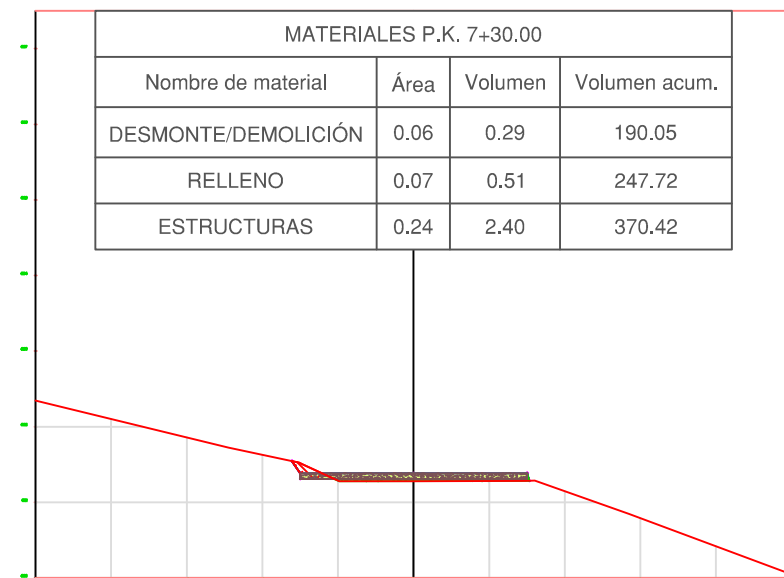 MATERIALES P.K. 7+30.00
Nombre de material Área Volumen Volumen acum.
DESMONTE/DEMOLICIÓN 0.06 0.29 190.05
RELLENO 0.07 0.51 247.72
ESTRUCTURAS 0.24 2.40 370.42